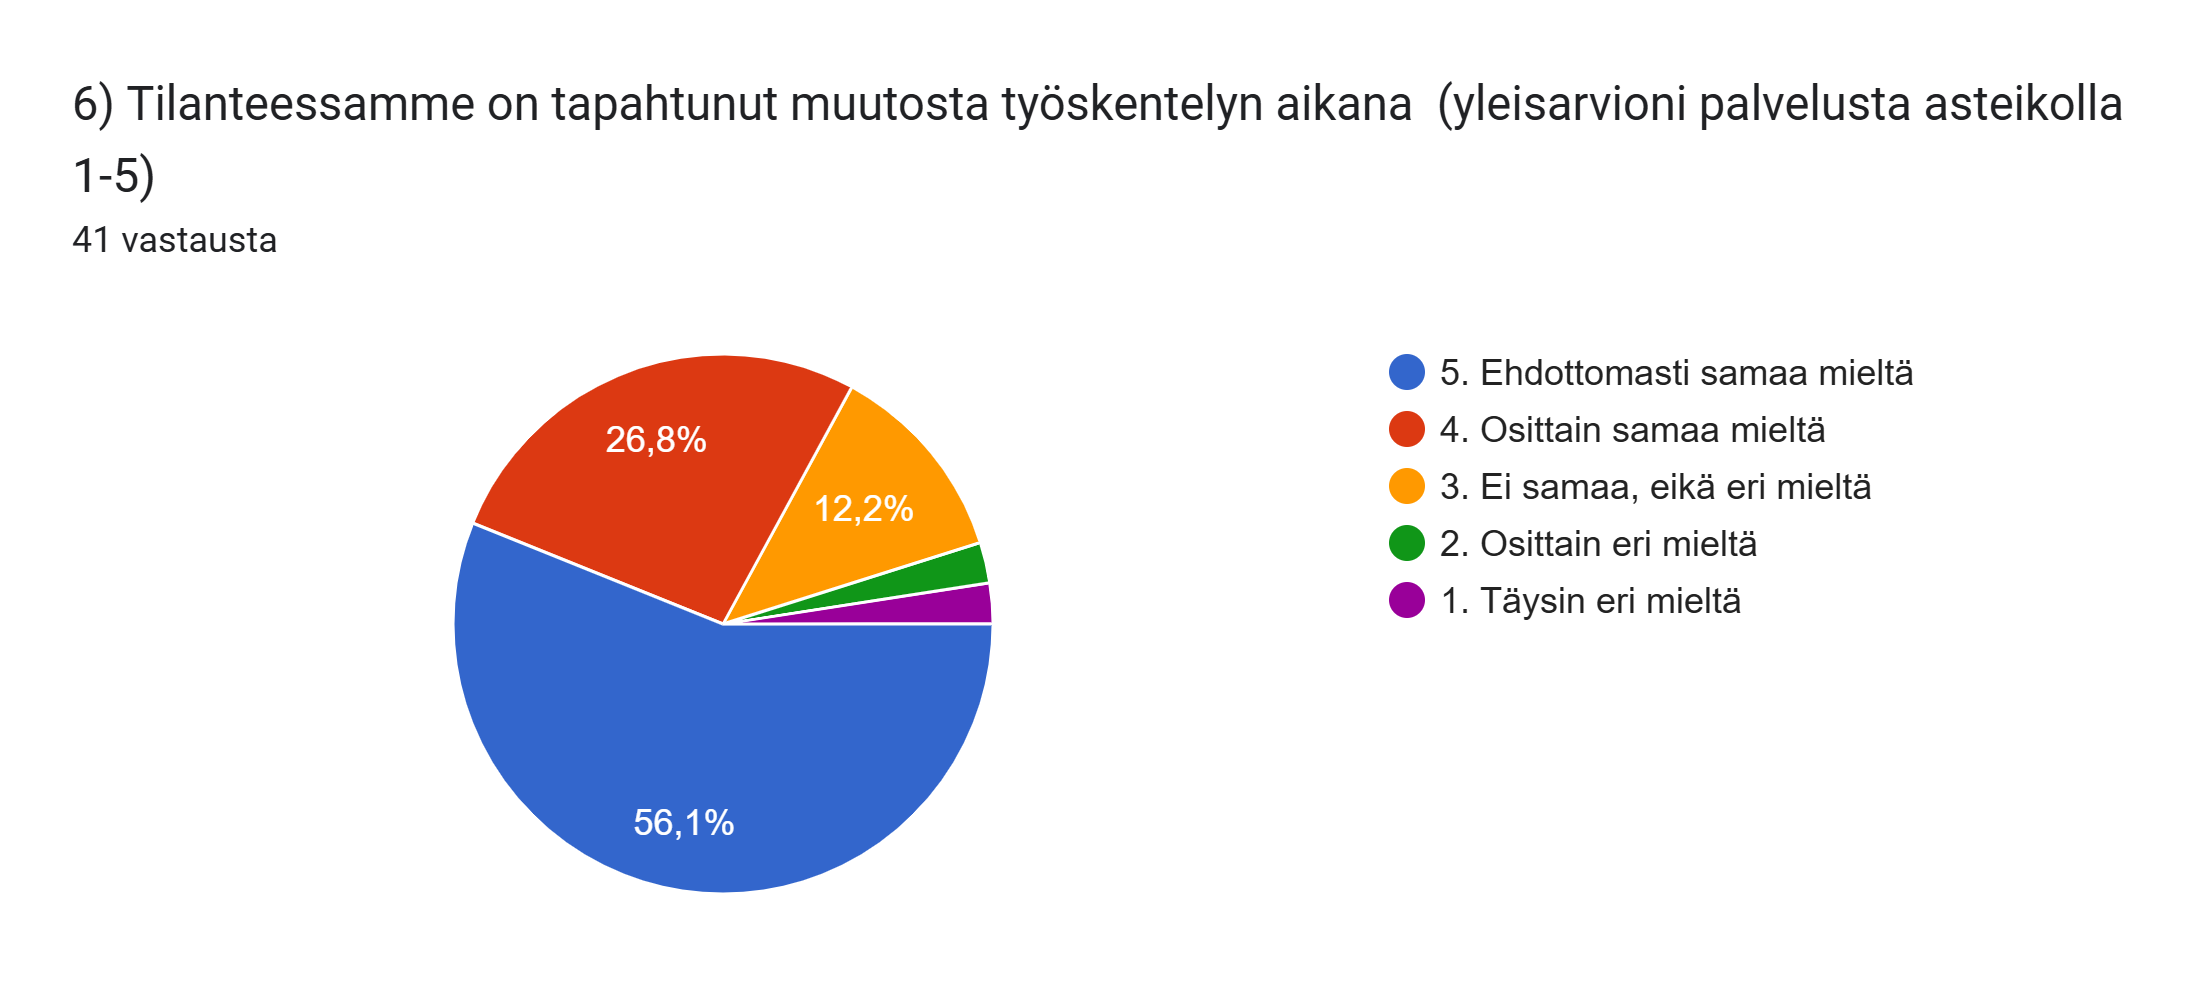 6) Tilanteessamme on tapahtunut muutosta työskentelyn aikana  (yleisarvioni palvelusta asteikolla
1-5)
41 vastausta
26,8%
12,2%
56,1%
5. Ehdottomasti samaa mieltä
4. Osittain samaa mieltä
3. Ei samaa, eikä eri mieltä
2. Osittain eri mieltä
1. Täysin eri mieltä